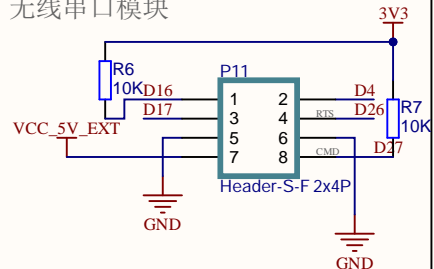 无线串口模块
3V3
R6
10K
P11
D16
1
2
D4
R7
10K
D17
3
4
RTS
D26
VCC_5V_EXT
5
6
7
8
CMD
D27
Header-S-F 2x4P
GND
GND